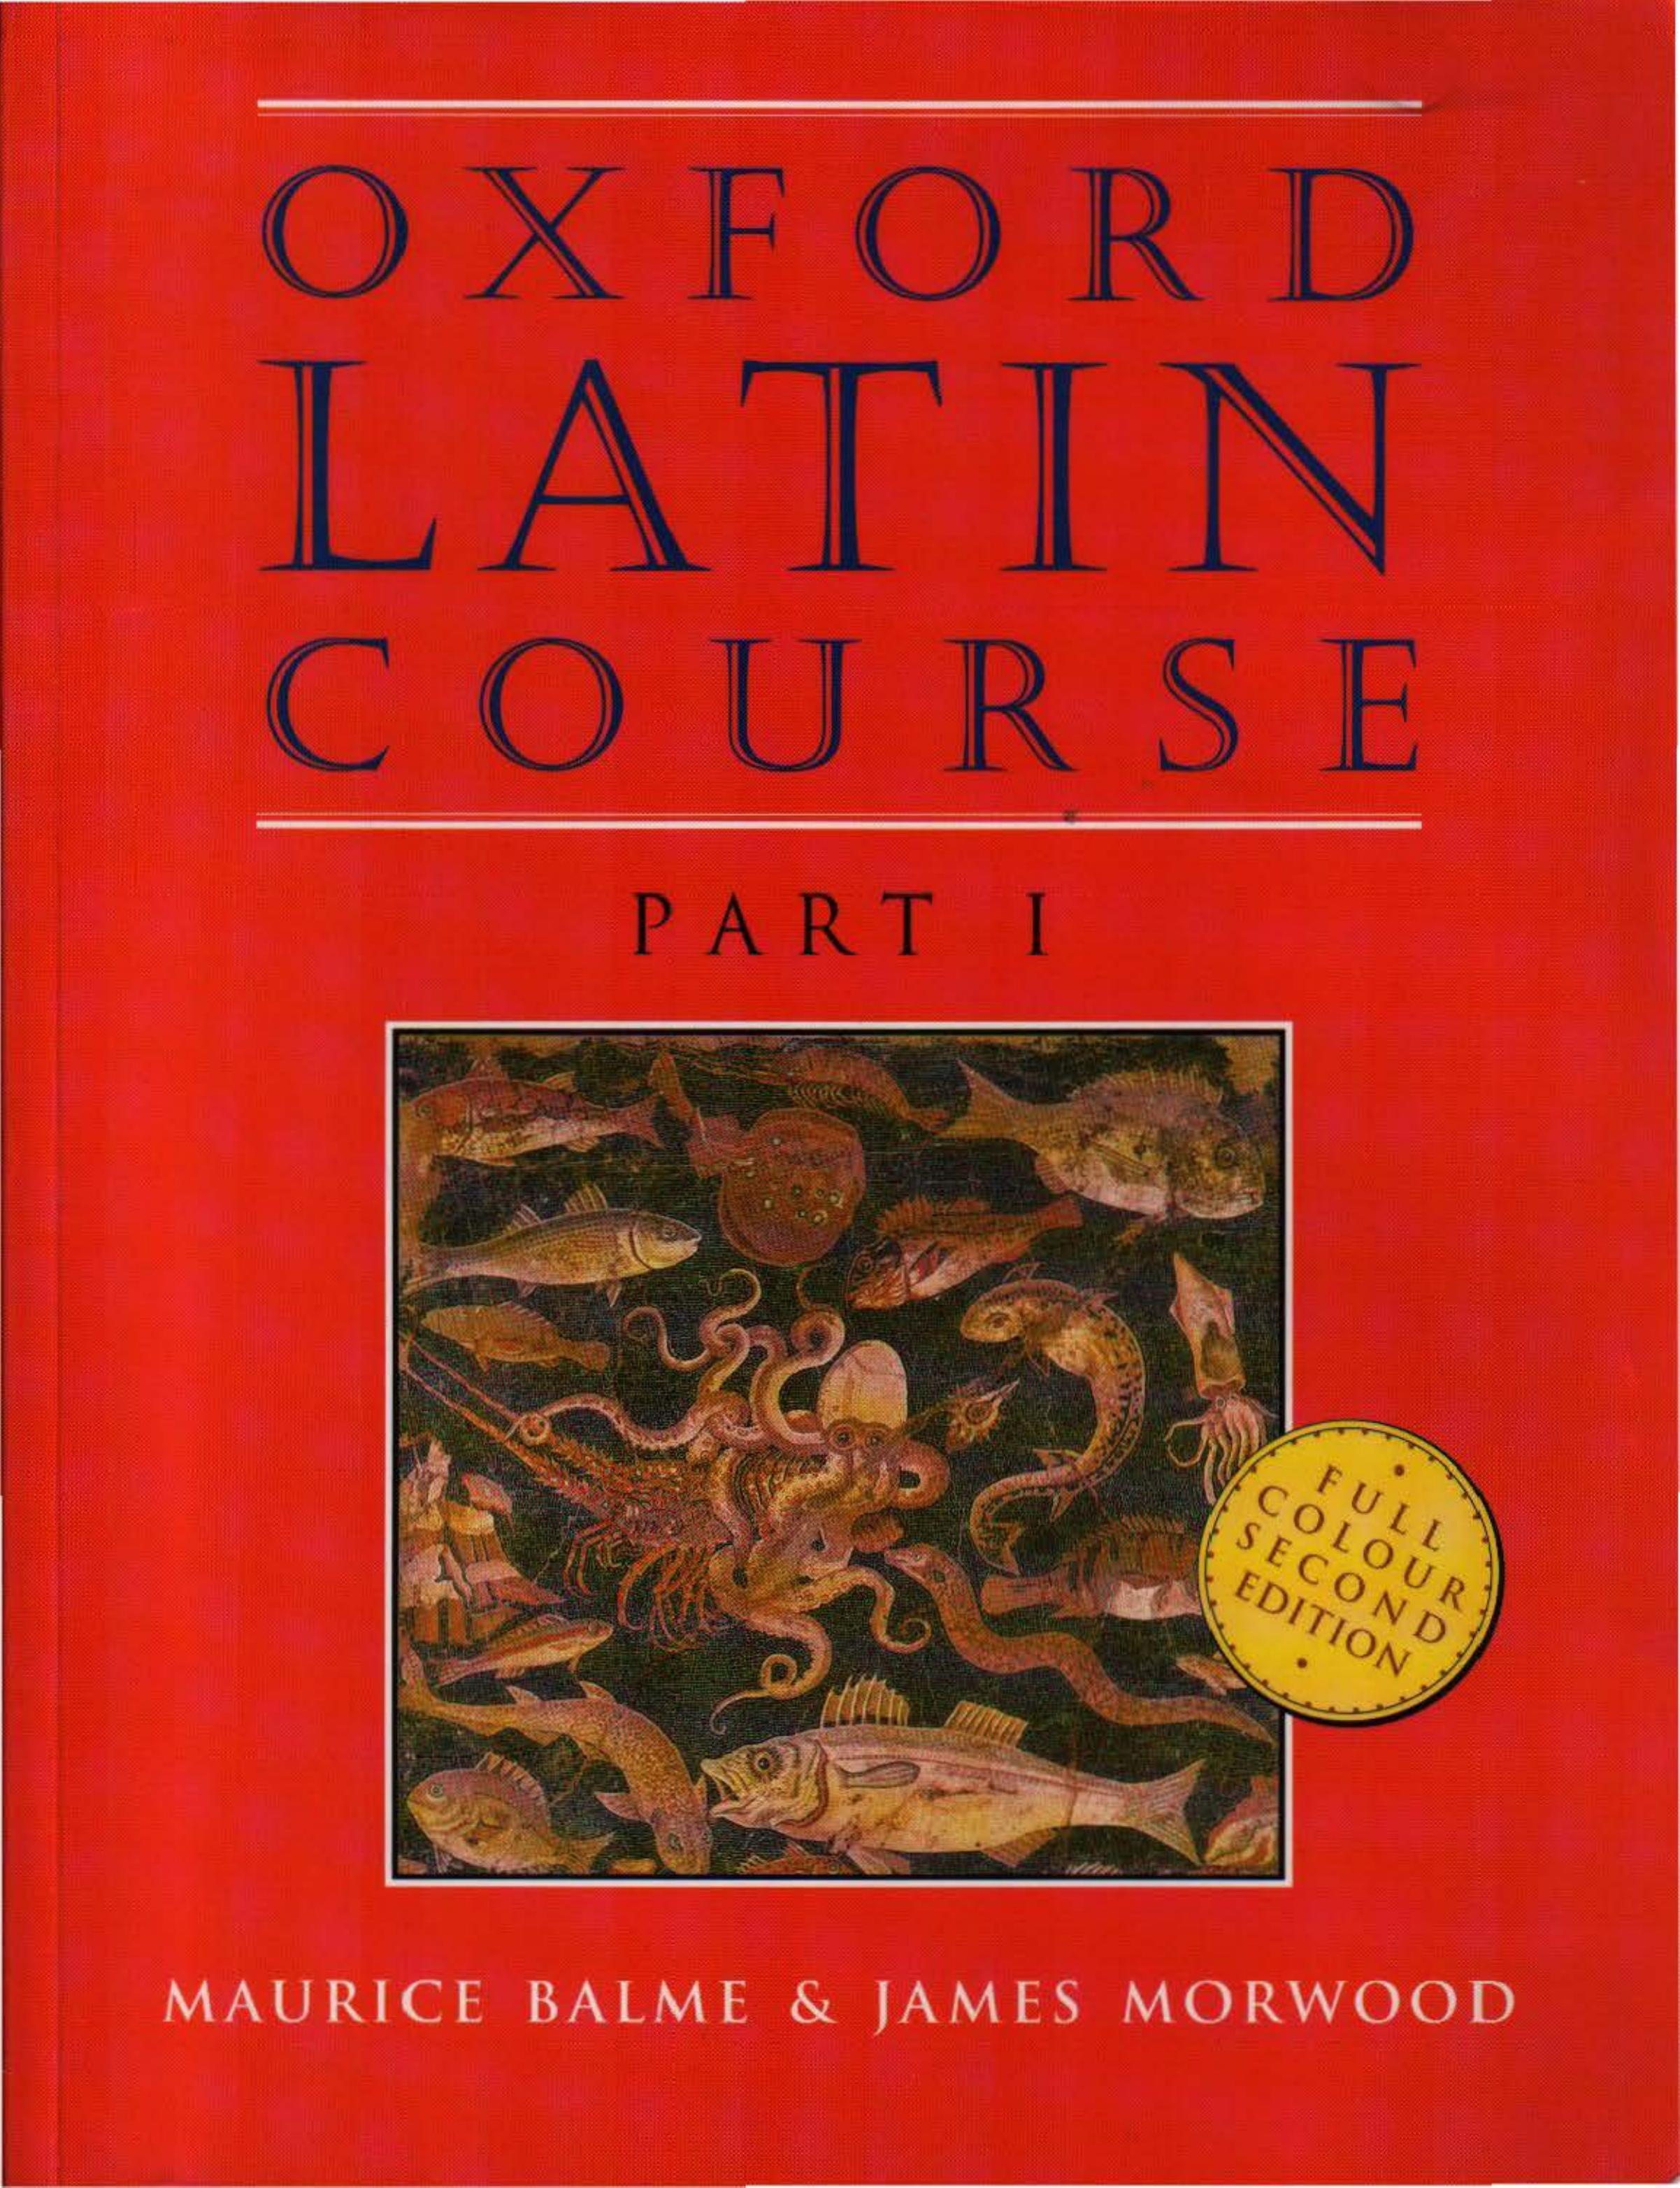 OXFORD
LATIN
COURSE
PART I
FULL
COLOUR
SECOND
EDITION
MAURICE BALME & JAMES MORWOOD